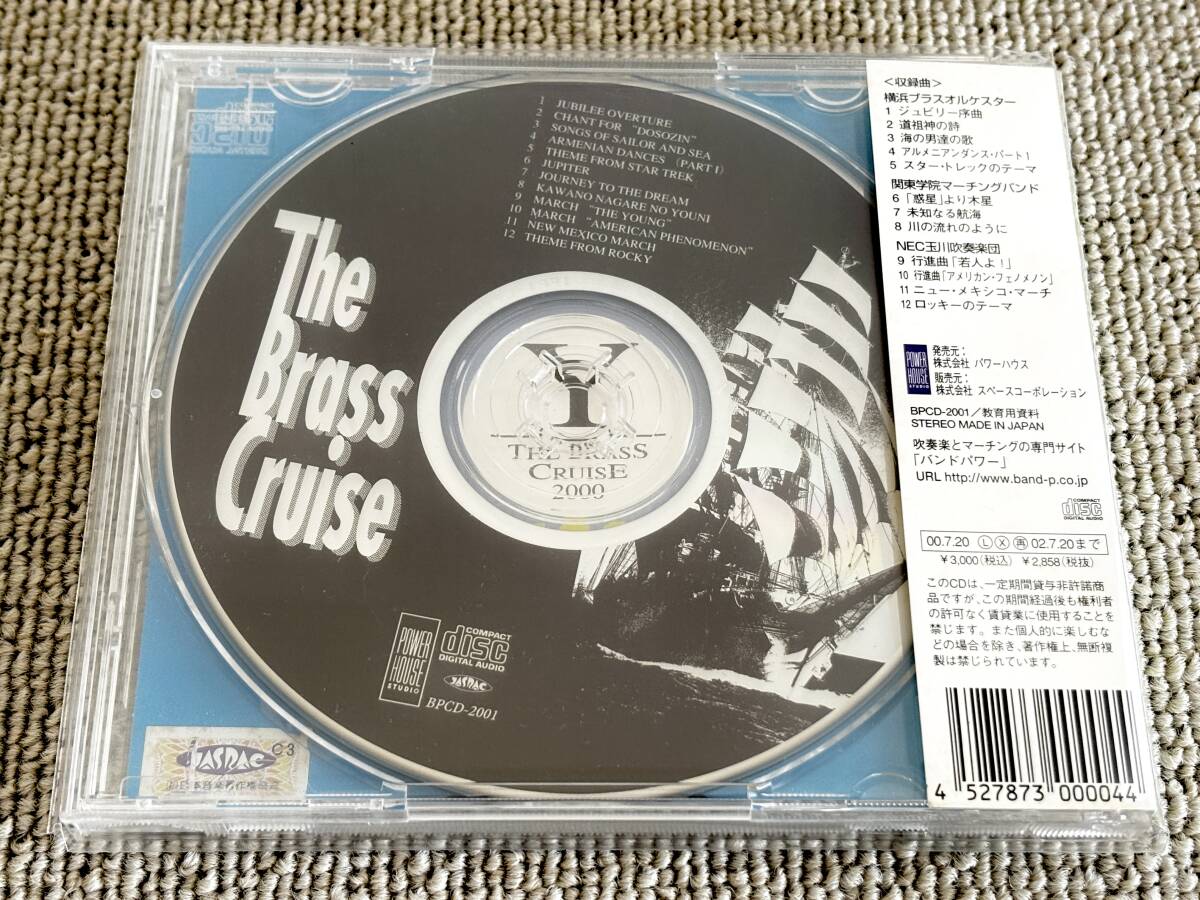 1 JUBILEE OVERTURE
2 CHANT FOR "DOSOZIN"
3 SONGS OF SAILOR AND SEA
4 ARMENIAN DANCES (PART I)
5 THEME FROM STAR TREK
6 JUPITER
7 JOURNEY TO THE DREAM
8 KAWANO NAGARE NO YOUNI
9 MARCH "THE YOUNG"
10 MARCH "AMERICAN PHENOMENON"
11 NEW MEXICO MARCH
12 THEME FROM ROCKY
The
Brass
Cruise
Y
THE BRASS
CRUISE
2000
POWER
HOUSE
STUDIO
COMPACT
disc
DIGITAL AUDIO
JASRAC
BPCD-2001
JASRAC
C3
<収録曲>
横浜ブラスオルケスター
1 ジュビリー序曲
2 道祖神の詩
3 海の男達の歌
4 アルメニアンダンス・パート1
5 スター・トレックのテーマ
関東学院マーチングバンド
6 「惑星」より木星
7 未知なる航海
8 川の流れのように
NEC玉川吹奏楽団
9 行進曲「若人よ!」
10 行進曲「アメリカン・フェノメノン」
11 ニュー・メキシコ・マーチ
12 ロッキーのテーマ
POWER
HOUSE
STUDIO
発売元:
株式会社 パワーハウス
販売元:
株式会社 スペースコーポレーション
BPCD-2001/教育用資料
STEREO MADE IN JAPAN
吹奏楽とマーチングの専門サイト
「バンドパワー」
URL http://www.band-p.co.jp
COMPACT
disc
DIGITAL AUDIO
00.7.20 Ⓛ Ⓧ ㊢ 02.7.20まで
¥3,000(税込) ¥2,858(税抜)
このCDは、一定期間貸与非許諾商
品ですが、この期間経過後も権利者
の許可なく賃貸業に使用することを
禁じます。また個人的に楽しむな
どの場合を除き、著作権上、無断複
製は禁じられています。
4 527873 000044